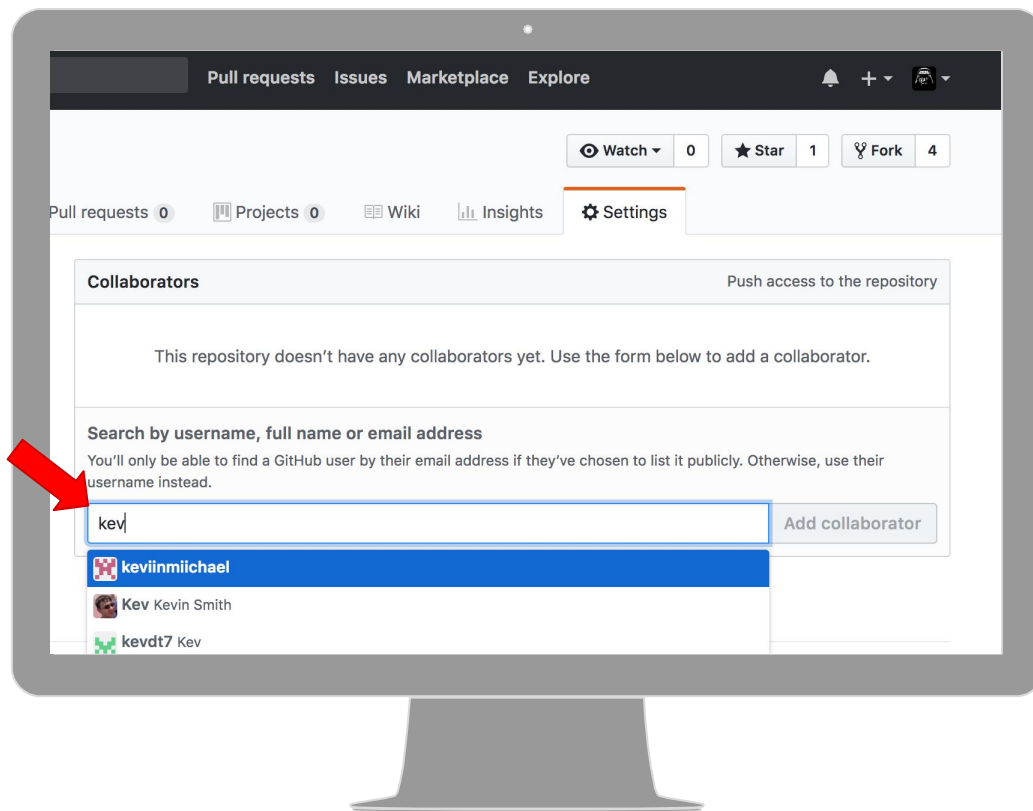 Pull requests Issues Marketplace Explore
Watch 0 Star 1 Fork 4
Pull requests 0 Projects 0 Wiki Insights Settings
Collaborators Push access to the repository
This repository doesn't have any collaborators yet. Use the form below to add a collaborator.
Search by username, full name or email address
You'll only be able to find a GitHub user by their email address if they've chosen to list it publicly. Otherwise, use their
username instead.
kev Add collaborator
keviinmiichael
Kev Kevin Smith
kevdt7 Kev